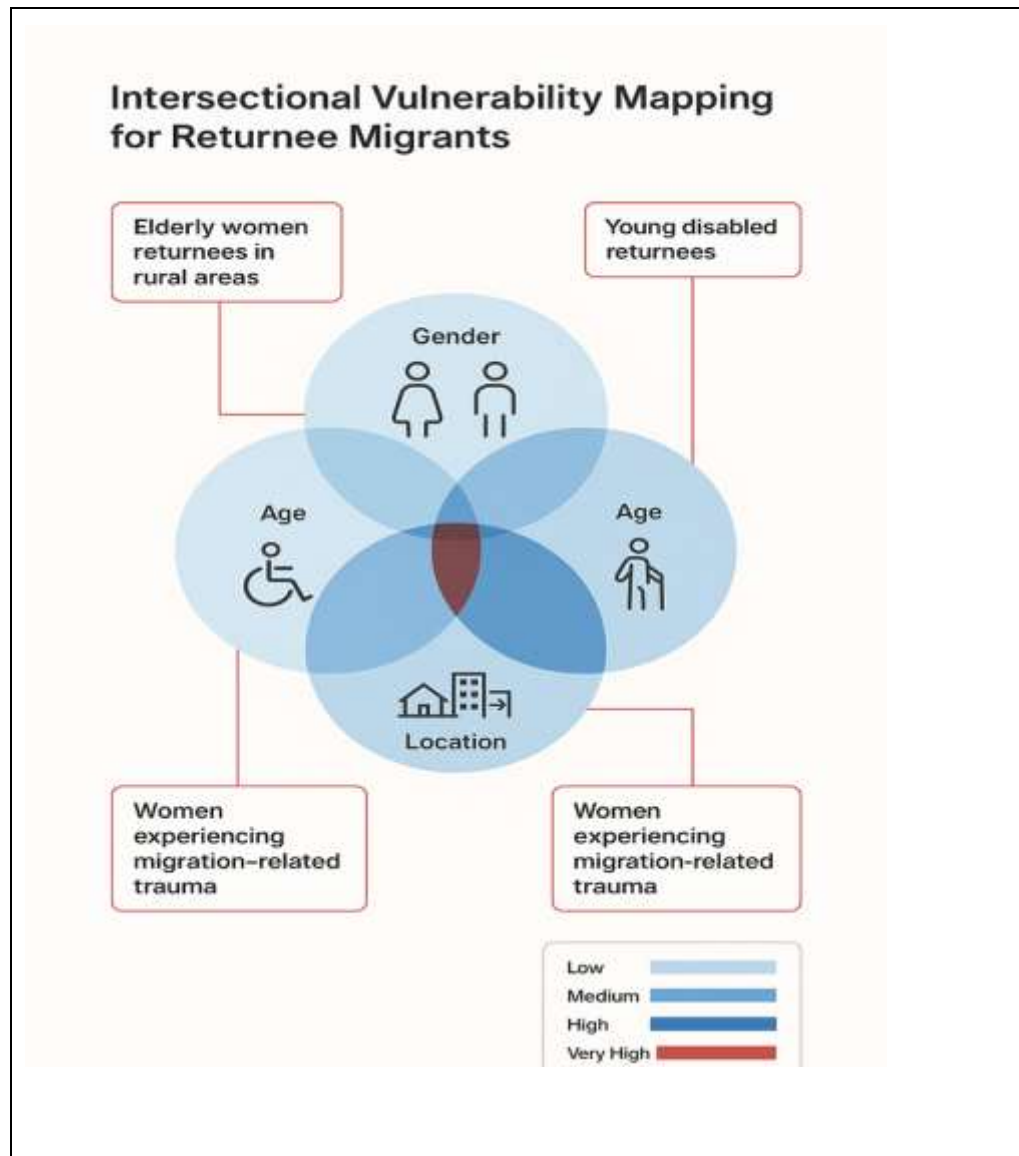 Intersectional Vulnerability Mapping
for Returnee Migrants
Elderly women
returnees in
rural areas
Young disabled
returnees
Gender
Age
Age
Location
Women
experiencing
migration–related
trauma
Women
experiencing
migration-related
trauma
Low
Medium
High
Very High